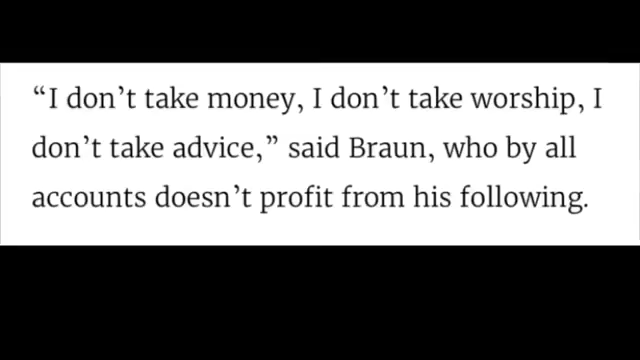 “I don’t take money, I don’t take worship, I
don’t take advice,” said Braun, who by all
accounts doesn’t profit from his following.